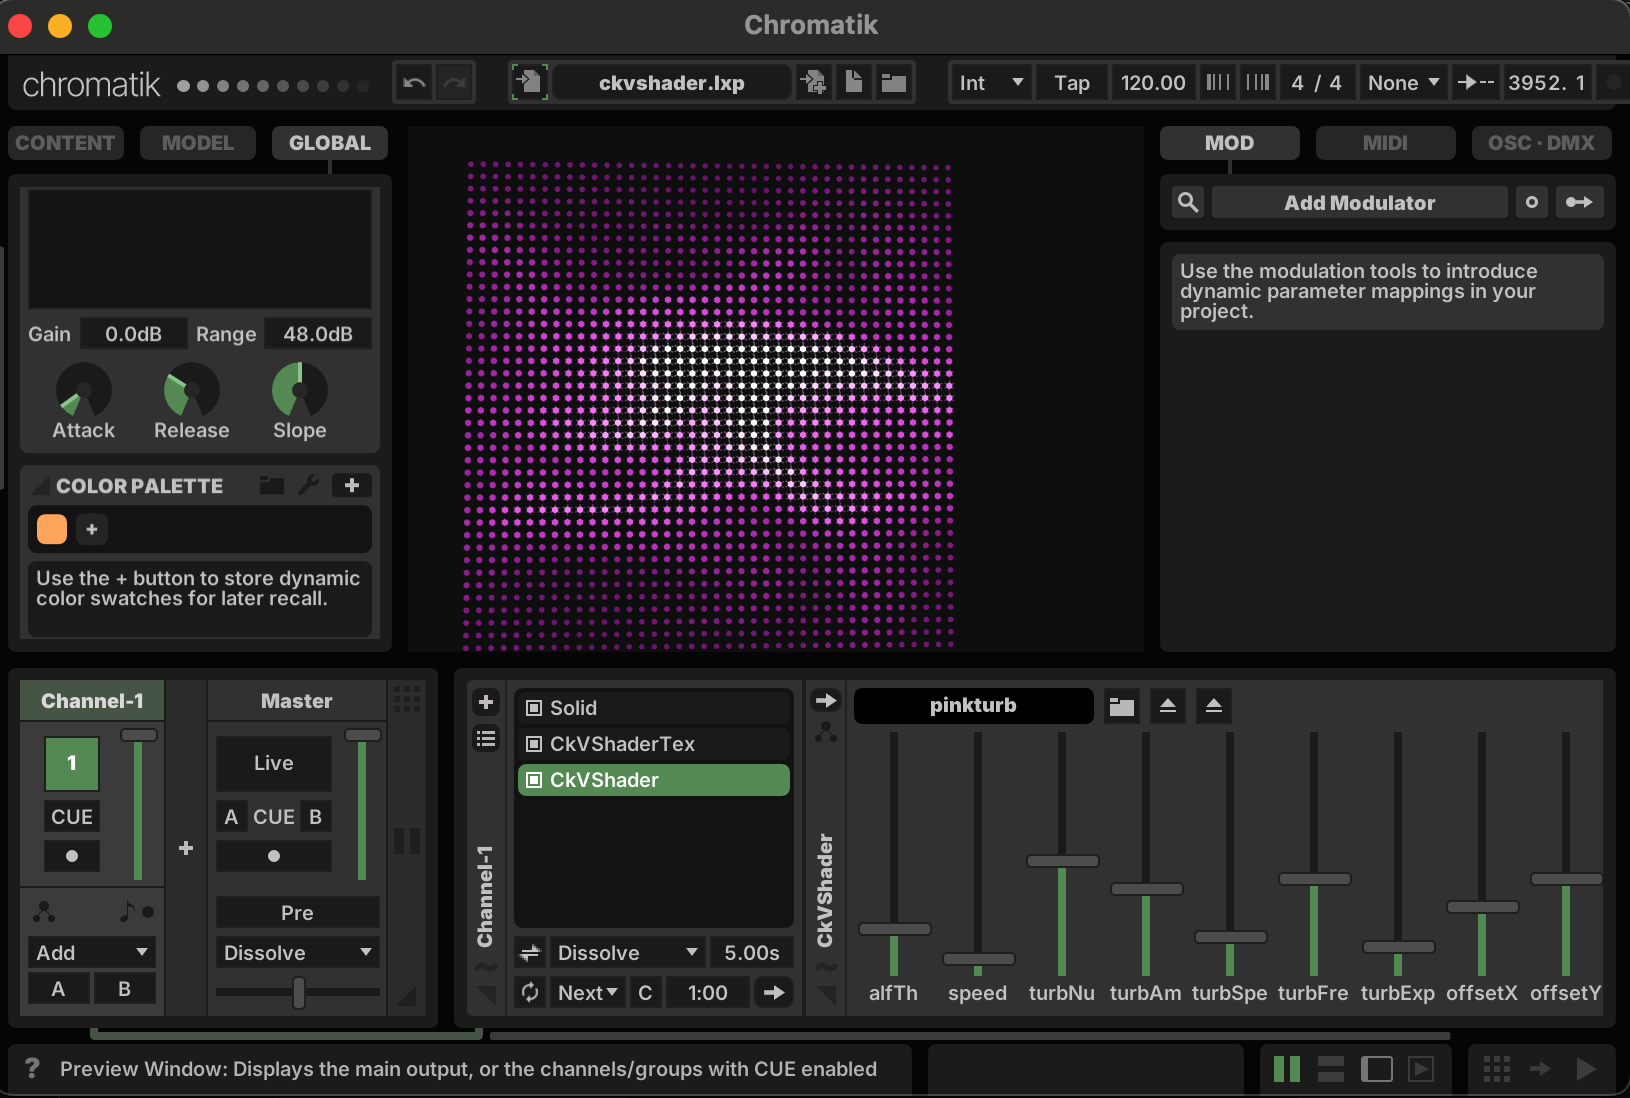 Chromatik
chromatik
ckvshader.lxp
Int
Tap
120.00
4 / 4
None
3952. 1
CONTENT
MODEL
GLOBAL
MOD
MIDI
OSC · DMX
Add Modulator
Use the modulation tools to introduce
dynamic parameter mappings in your
project.
Gain
0.0dB
Range
48.0dB
Attack
Release
Slope
COLOR PALETTE
+
+
Use the + button to store dynamic
color swatches for later recall.
Channel-1
1
CUE
Add
A
B
+
Master
Live
A
CUE
B
Pre
Dissolve
+
Channel-1
Solid
CkVShaderTex
CkVShader
Dissolve
5.00s
Next
C
1:00
CkVShader
pinkturb
alfTh
speed
turbNu
turbAm
turbSpe
turbFre
turbExp
offsetX
offsetY
? Preview Window: Displays the main output, or the channels/groups with CUE enabled